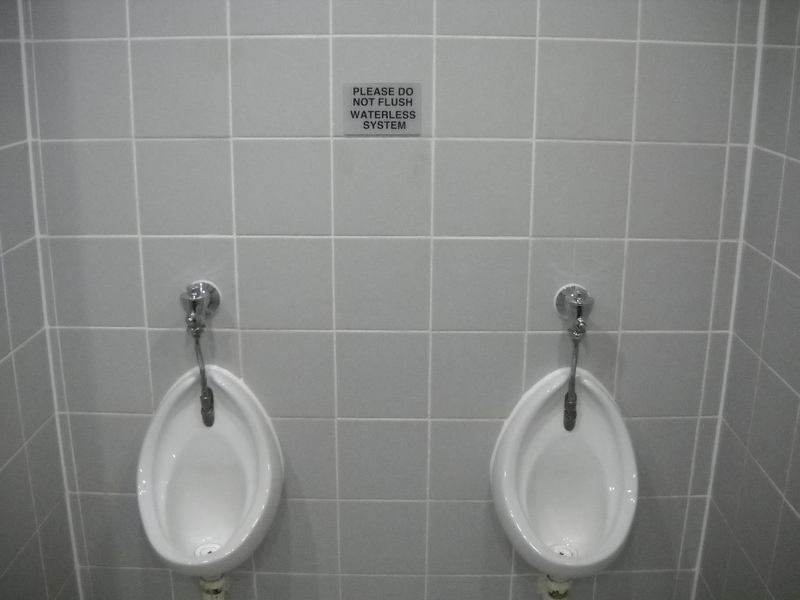 PLEASE DO
NOT FLUSH
WATERLESS
SYSTEM